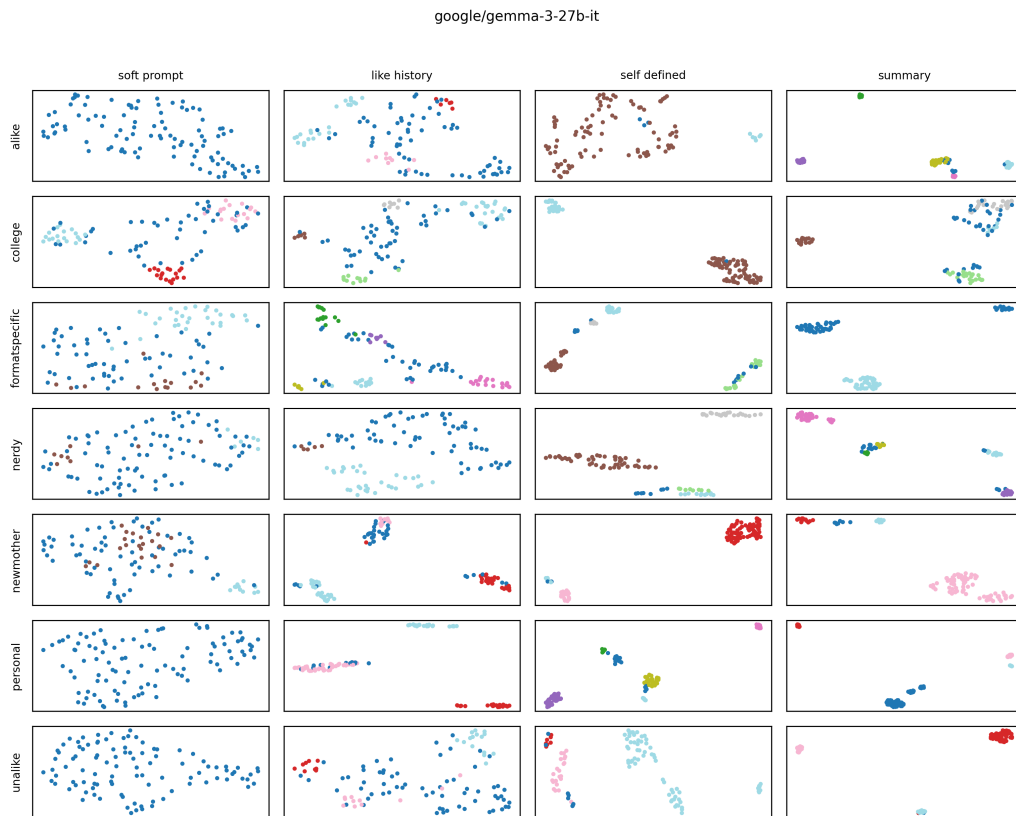 google/gemma-3-27b-it
soft prompt
like history
self defined
summary
alike
college
formatspecific
nerdy
newmother
personal
unalike